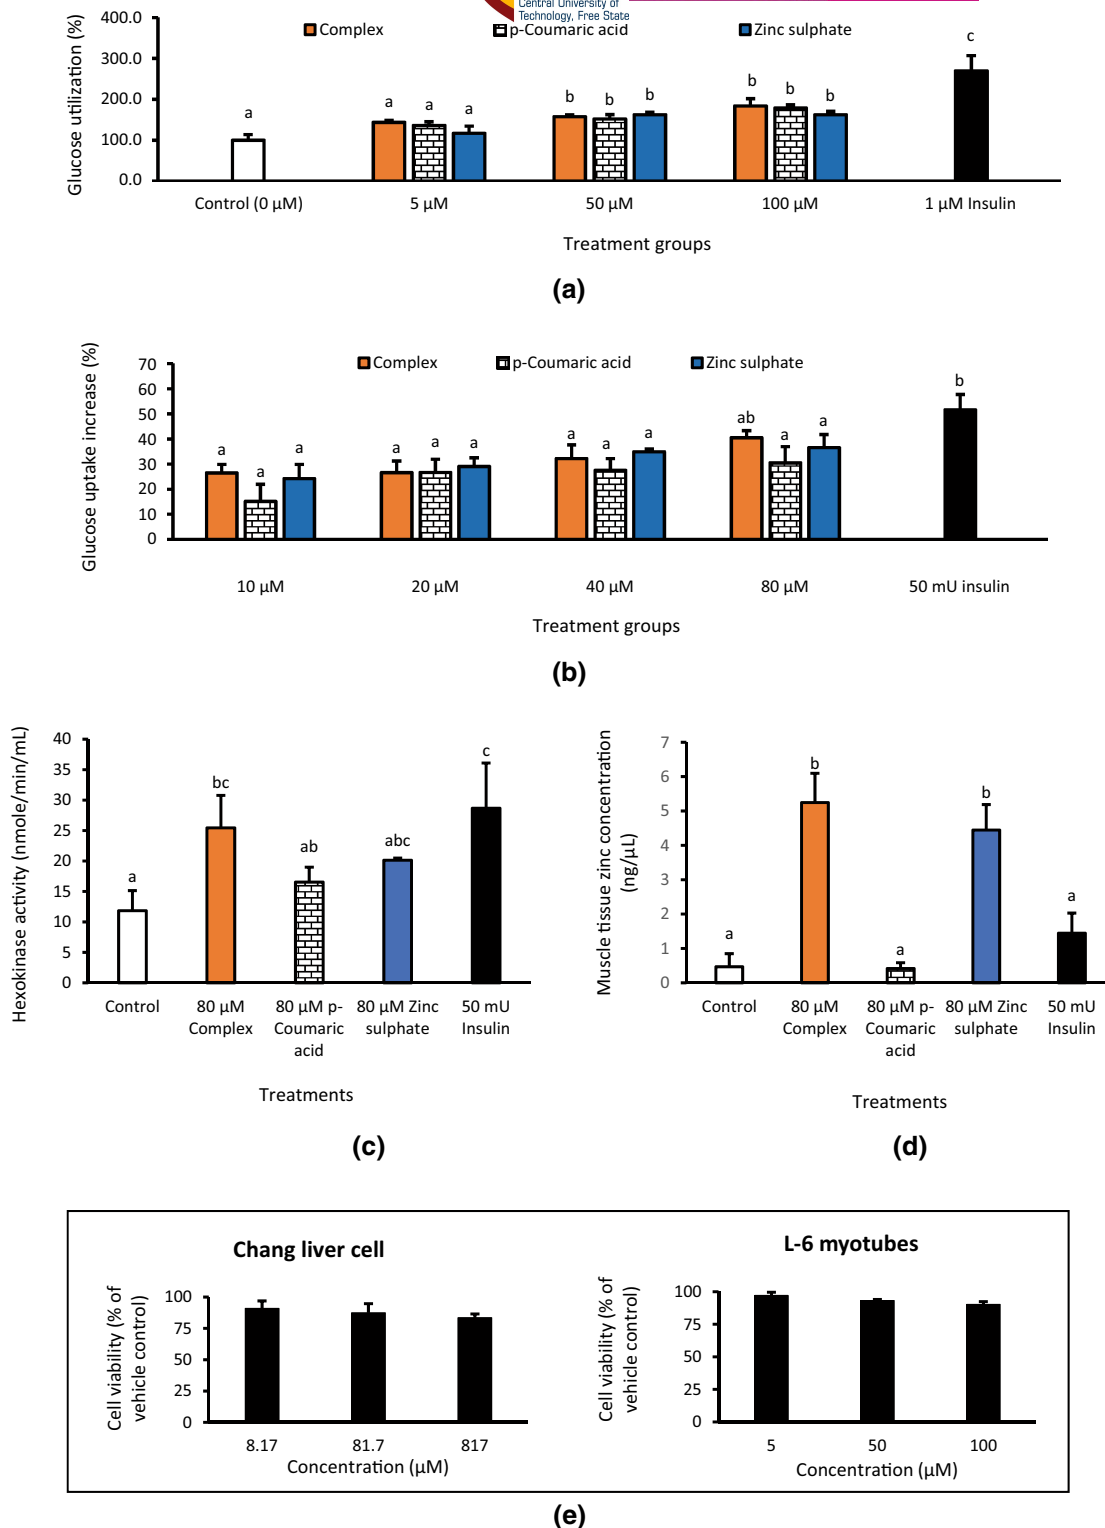 Central University of
Technology, Free State
Glucose utilization (%)
400.0
300.0
200.0
100.0
0.0
Complex
p-Coumaric acid
Zinc sulphate
a
a a a
b b b
b b b
c
Control (0 µM)
5 µM
50 µM
100 µM
1 µM Insulin
Treatment groups
(a)
Glucose uptake increase (%)
70
60
50
40
30
20
10
0
Complex
p-Coumaric acid
Zinc sulphate
a a a
a a a
a a a
ab a a
b
10 µM
20 µM
40 µM
80 µM
50 mU insulin
Treatment groups
(b)
Hexokinase activity (nmole/min/mL)
40
35
30
25
20
15
10
5
0
a
bc
ab
abc
c
Control
80 µM
Complex
80 µM p-
Coumaric
acid
80 µM Zinc
sulphate
50 mU
Insulin
Treatments
(c)
Muscle tissue zinc concentration
(ng/µL)
7
6
5
4
3
2
1
0
a
b
a
b
a
Control
80 µM
Complex
80 µM p-
Coumaric
acid
80 µM Zinc
sulphate
50 mU
Insulin
Treatments
(d)
Chang liver cell
Cell viability (% of
vehicle control)
100
75
50
25
0
8.17
81.7
817
Concentration (µM)
L-6 myotubes
Cell viability (% of
vehicle control)
100
75
50
25
0
5
50
100
Concentration (µM)
(e)